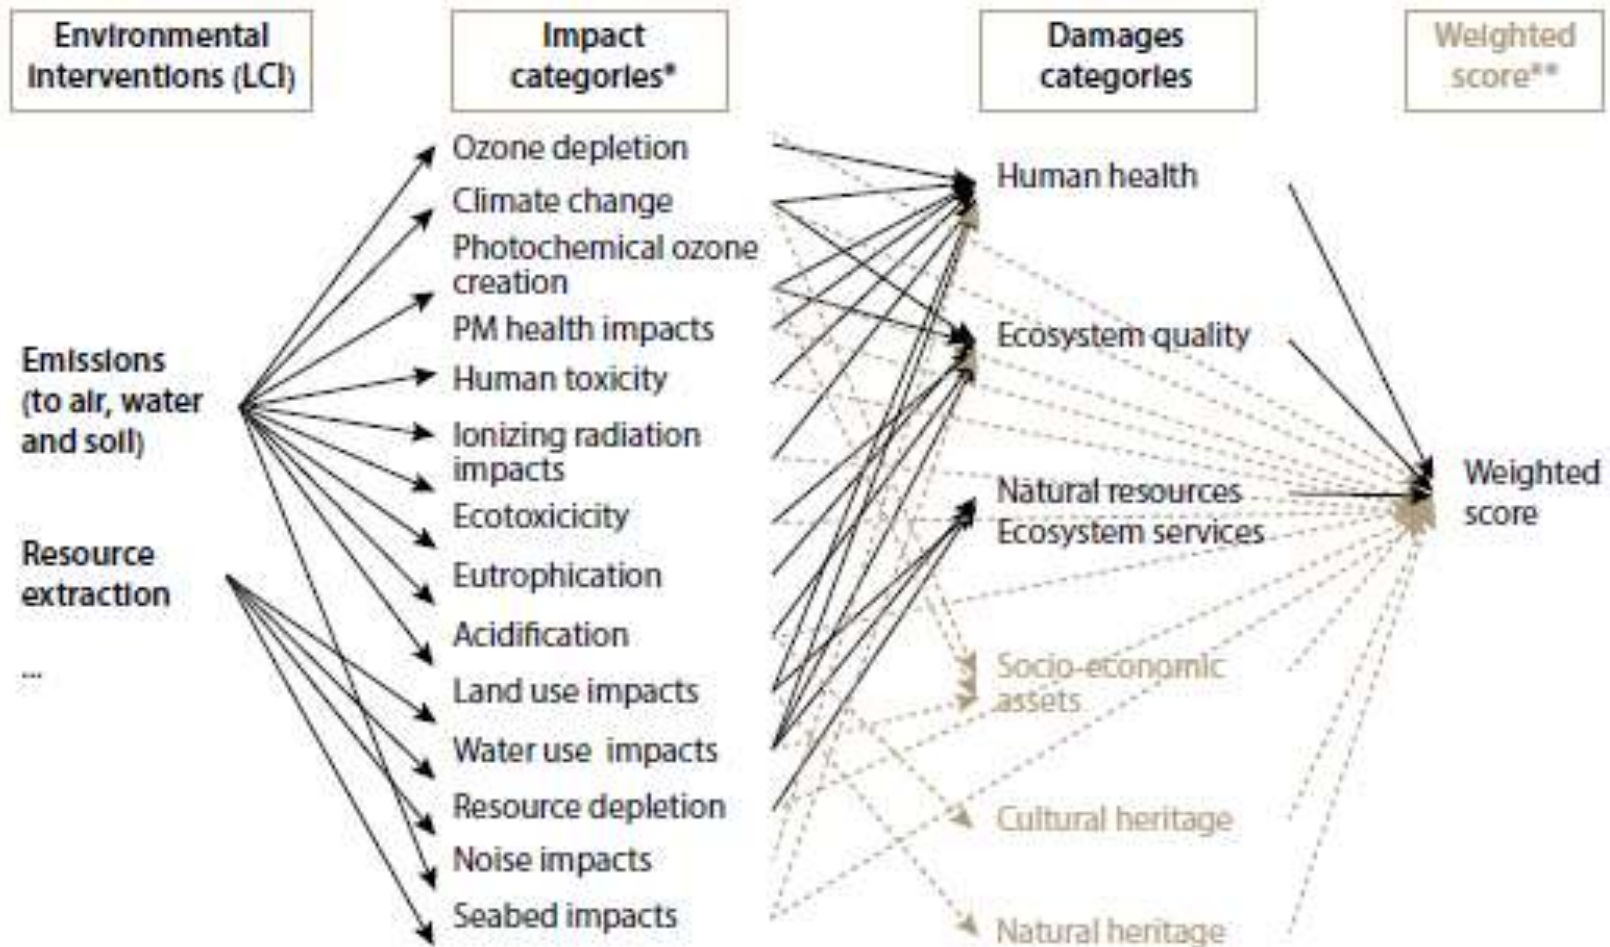 Environmental
Interventions (LCI)
Impact
categories*
Damages
categories
Weighted
score**
Ozone depletion
Climate change
Photochemical ozone
creation
PM health impacts
Human toxicity
Ionizing radiation
impacts
Ecotoxicicity
Eutrophication
Acidification
Land use impacts
Water use impacts
Resource depletion
Noise impacts
Seabed impacts
Emissions
(to air, water
and soil)
Resource
extraction
...
Human health
Ecosystem quality
Natural resources
Ecosystem services
Socio-economic
assets
Cultural heritage
Natural heritage
Weighted
score